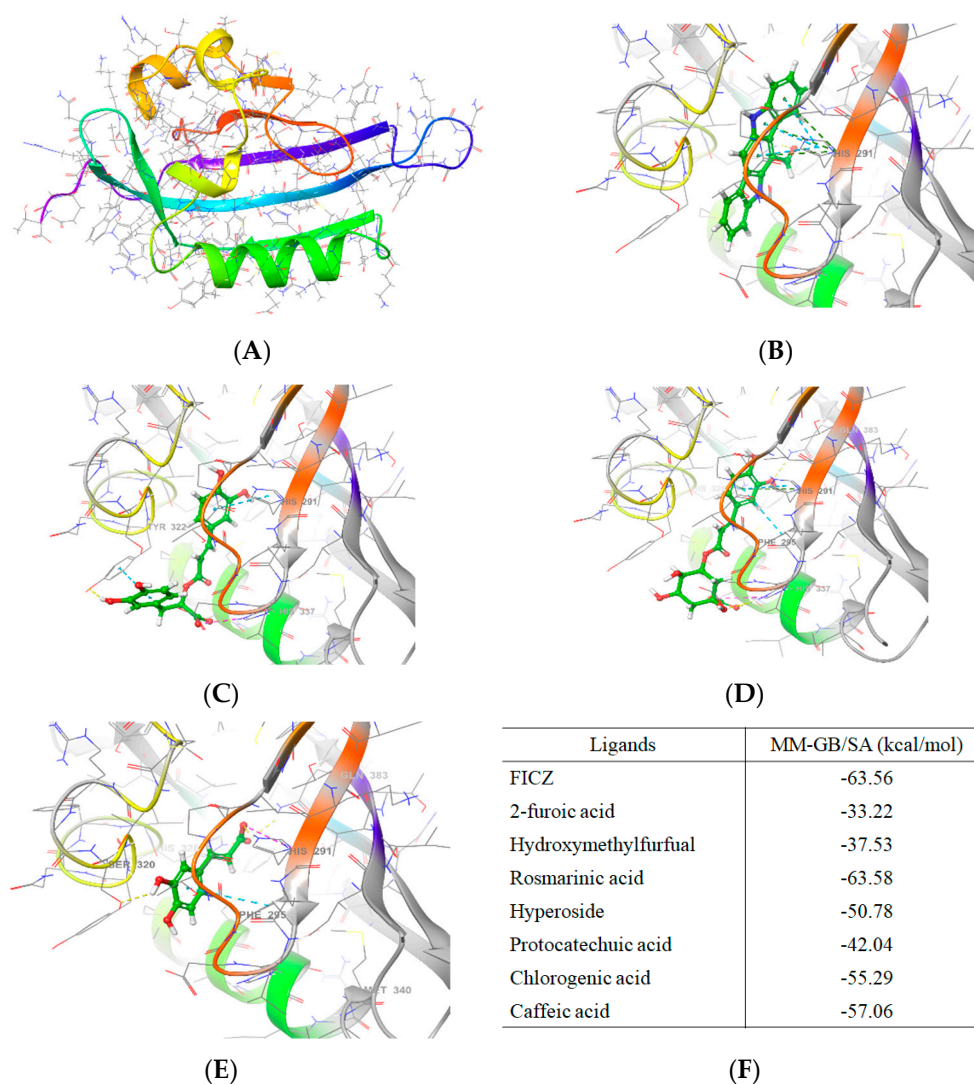 HIS 291
(A)
(B)
GLN 383
HIS 291
TYR 322
HIS 291
PHE 295
HIS 337
HIS 337
(C)
(D)
GLN 383
HIS 291
SER 320
PHE 295
MET 340
(E)
(F)
Ligands MM-GB/SA (kcal/mol)
FICZ -63.56
2-furoic acid -33.22
Hydroxymethylfurfual -37.53
Rosmarinic acid -63.58
Hyperoside -50.78
Protocatechuic acid -42.04
Chlorogenic acid -55.29
Caffeic acid -57.06